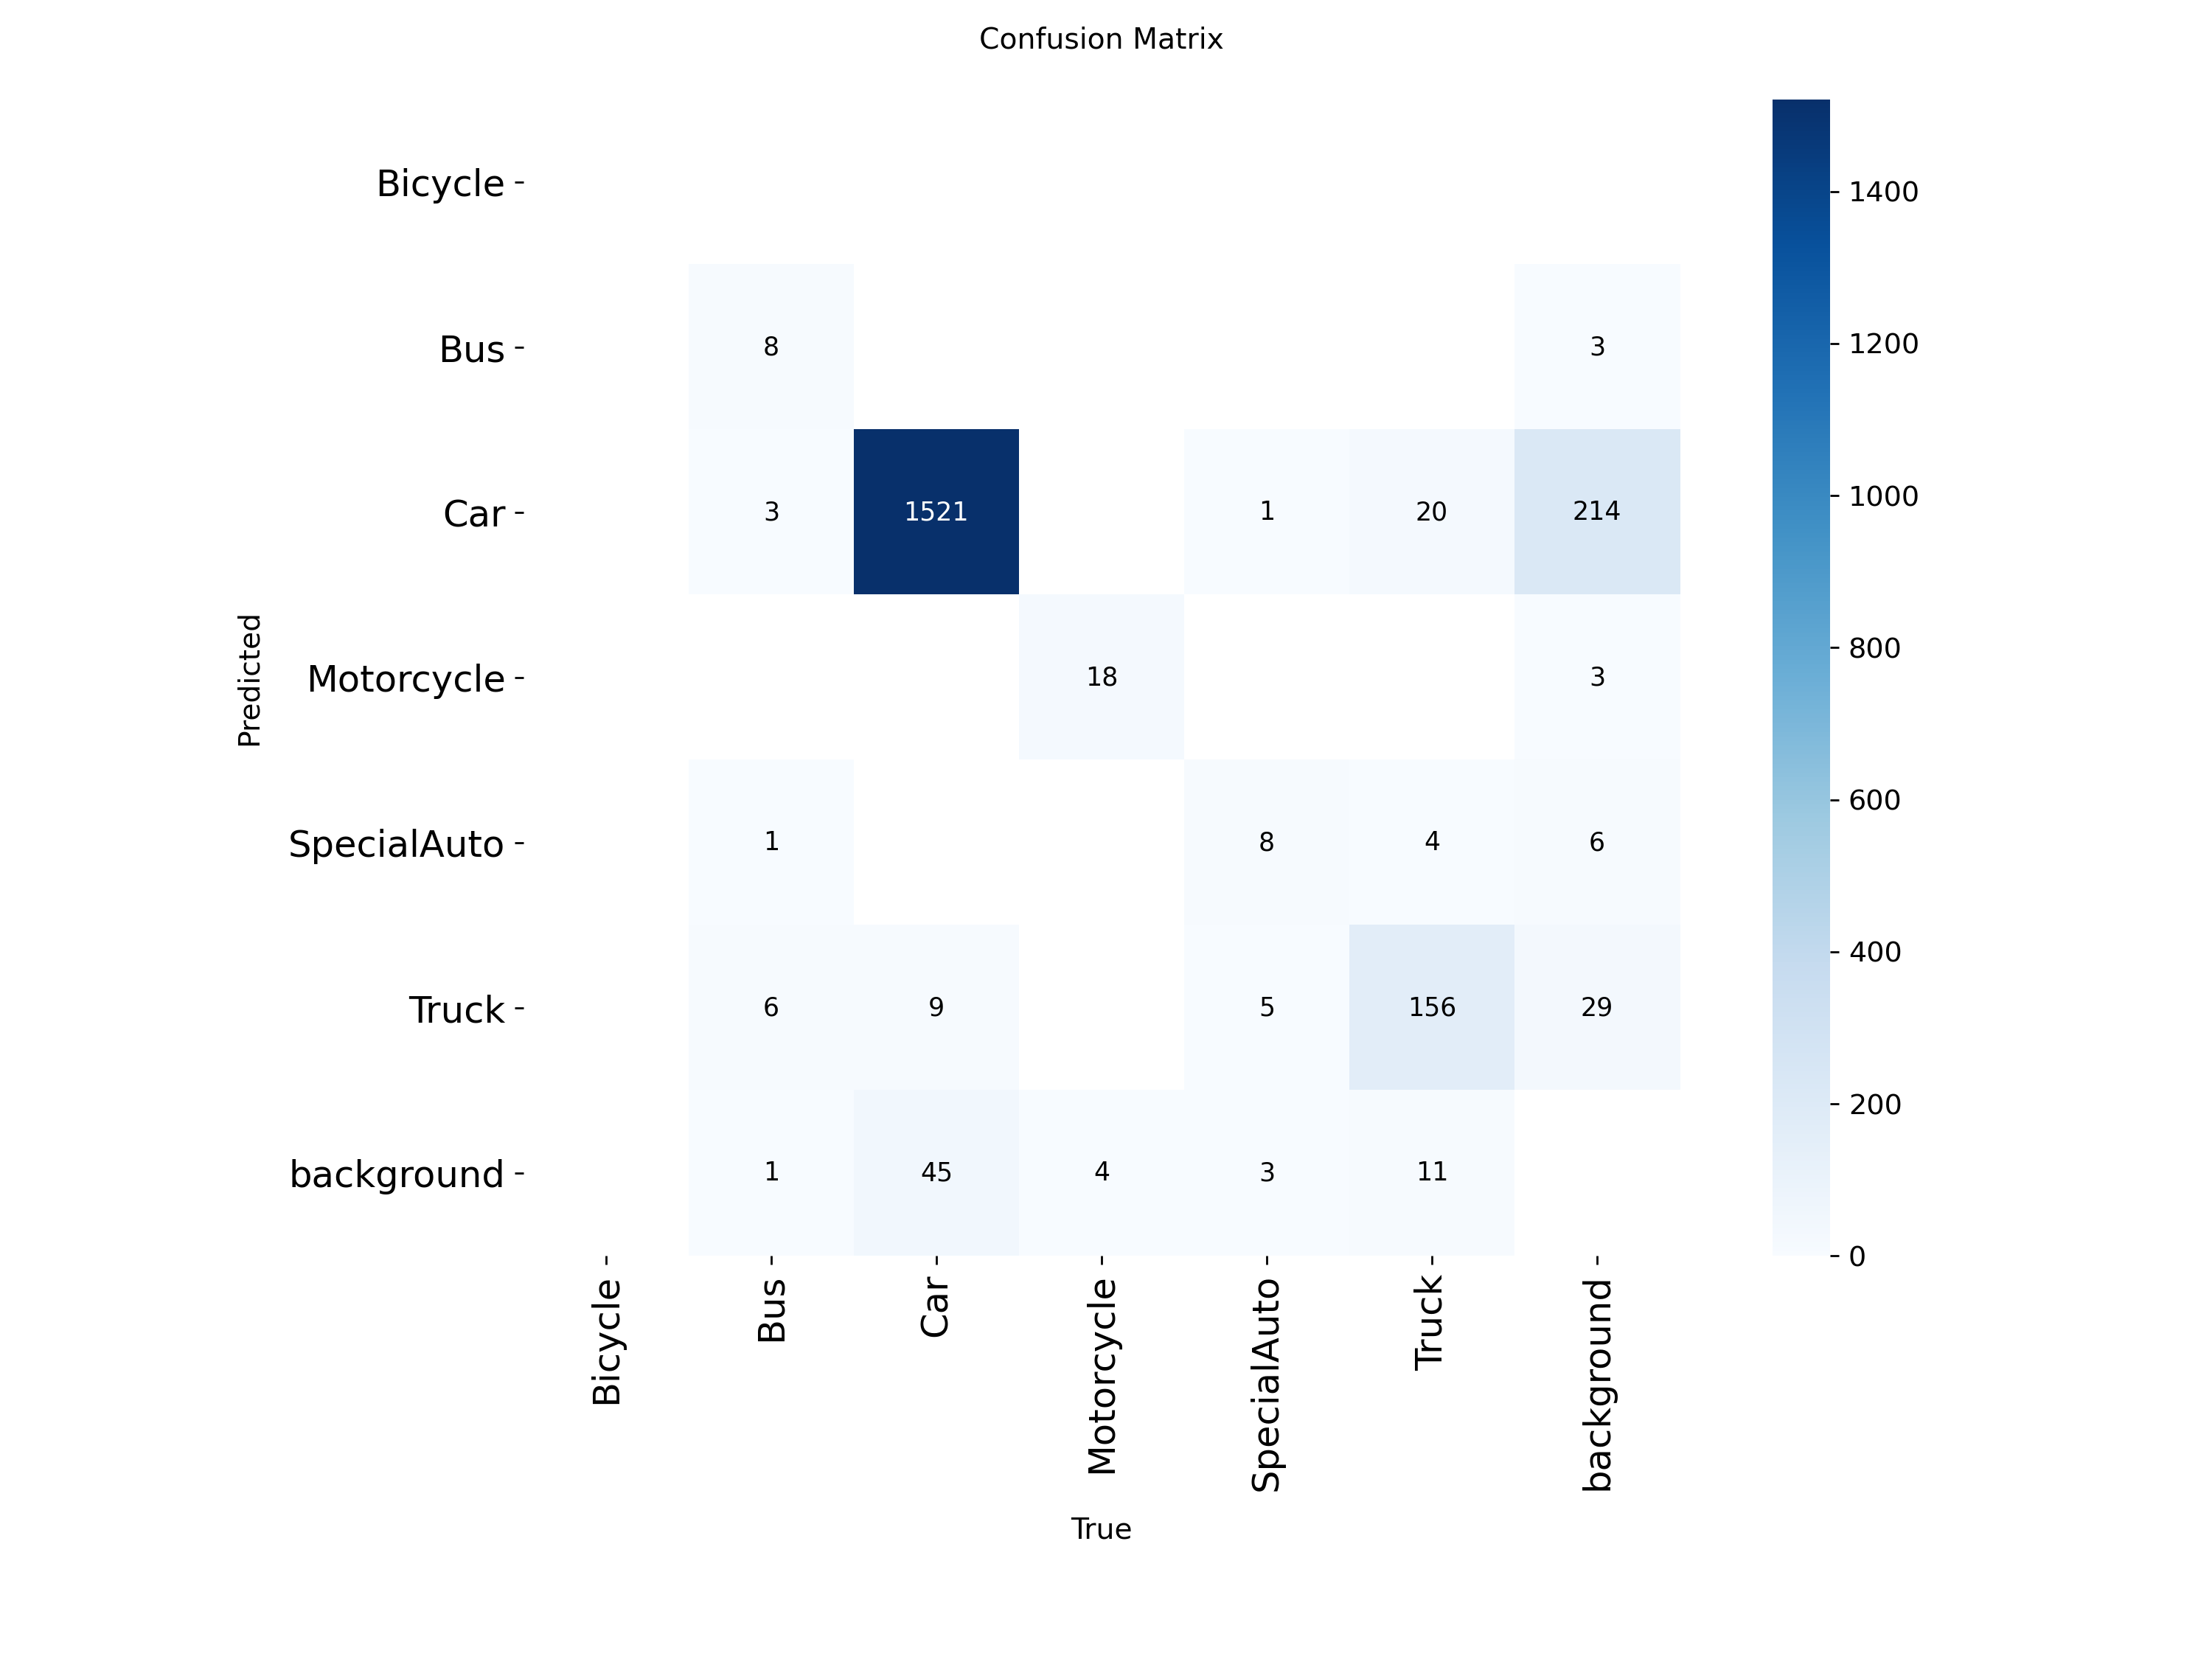 Confusion Matrix
Bicycle
Bus 8 3
Car 3 1521 1 20 214
Motorcycle 18 3
SpecialAuto 1 8 4 6
Truck 6 9 5 156 29
background 1 45 4 3 11
Predicted
Bicycle Bus Car Motorcycle SpecialAuto Truck background
True
1400
1200
1000
800
600
400
200
0